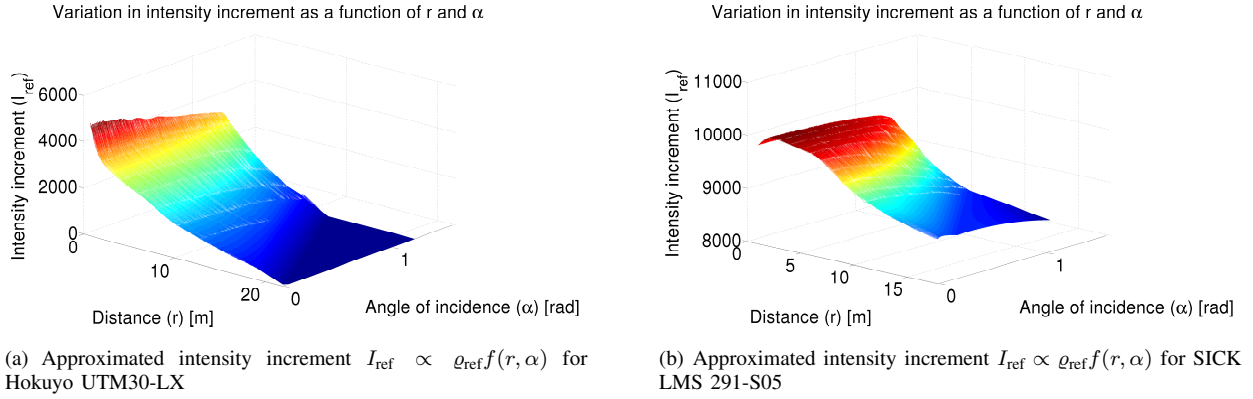 Variation in intensity increment as a function of r and α
Intensity increment (I_ref)
6000
4000
2000
0
0
10
20
0
1
Distance (r) [m]
Angle of incidence (α) [rad]
(a) Approximated intensity increment I_ref ∝ ϱ_ref f(r, α) for
Hokuyo UTM30-LX
Variation in intensity increment as a function of r and α
Intensity increment (I_ref)
11000
10000
9000
8000
0
5
10
15
0
1
Distance (r) [m]
Angle of incidence (α) [rad]
(b) Approximated intensity increment I_ref ∝ ϱ_ref f(r, α) for SICK
LMS 291-S05